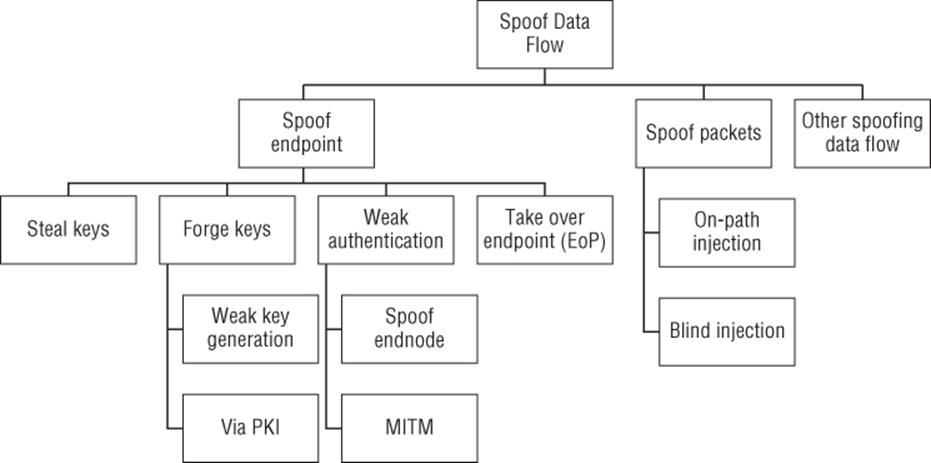 Spoof Data
Flow
Spoof
endpoint
Spoof packets
Other spoofing
data flow
Steal keys
Forge keys
Weak
authentication
Take over
endpoint (EoP)
On-path
injection
Weak key
generation
Spoof
endnode
Blind injection
Via PKI
MITM